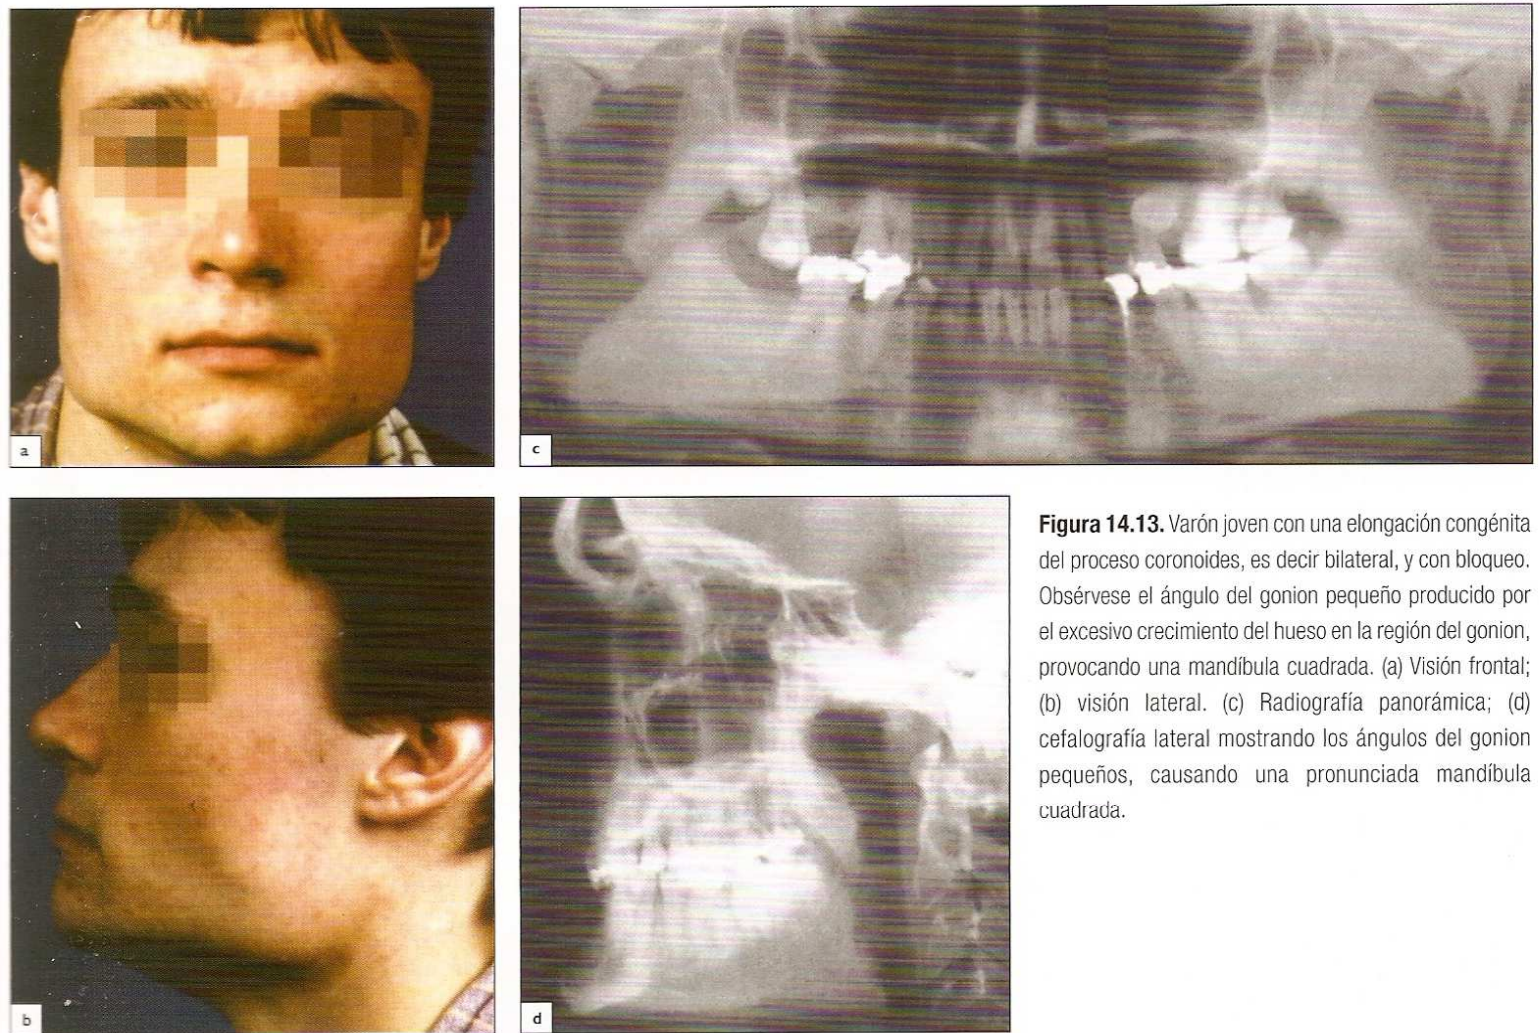 a
c
b
d
Figura 14.13. Varón joven con una elongación congénita
del proceso coronoides, es decir bilateral, y con bloqueo.
Obsérvese el ángulo del gonion pequeño producido por
el excesivo crecimiento del hueso en la región del gonion,
provocando una mandíbula cuadrada. (a) Visión frontal;
(b) visión lateral. (c) Radiografía panorámica; (d)
cefalografía lateral mostrando los ángulos del gonion
pequeños, causando una pronunciada mandíbula
cuadrada.